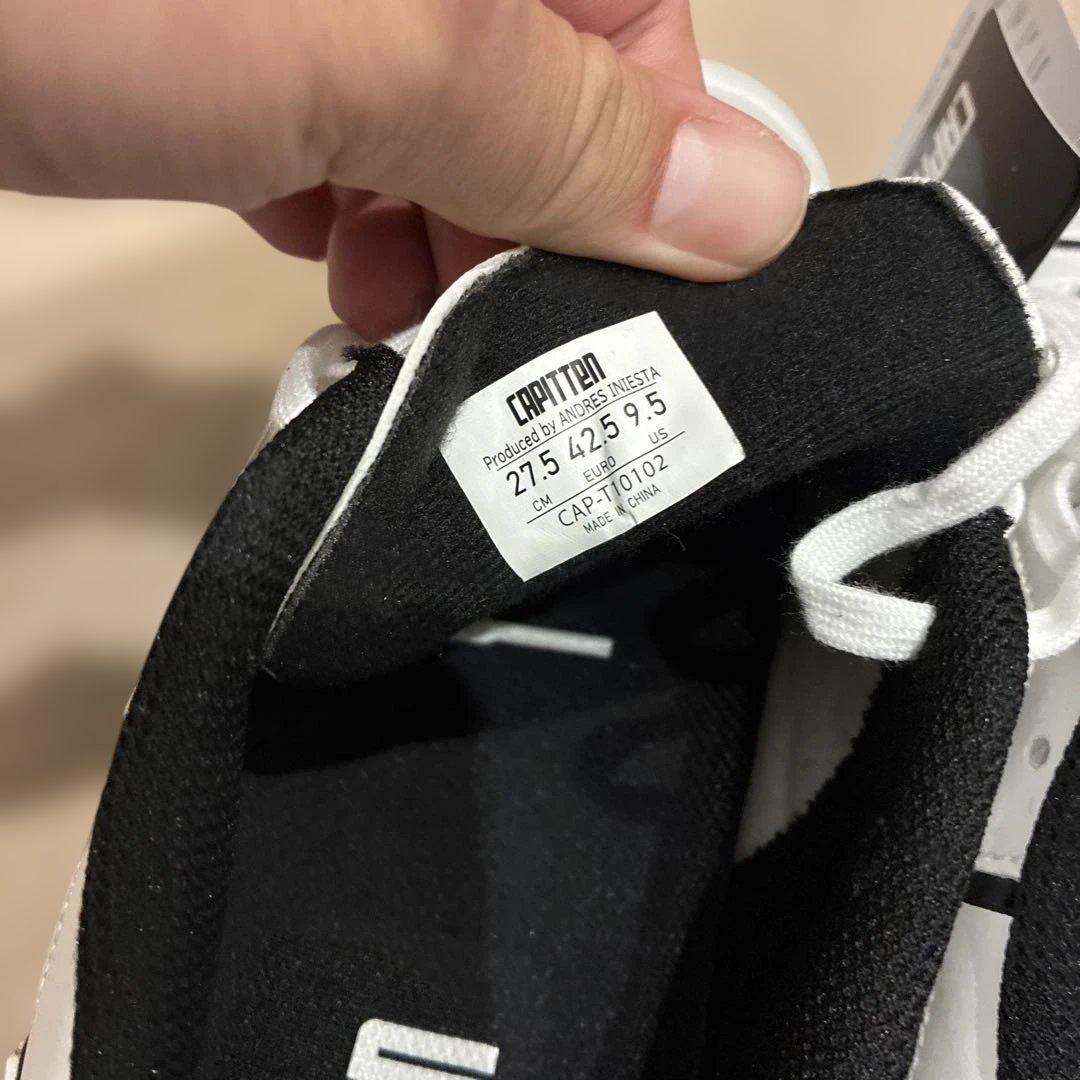 CAPITTEN
Produced by ANDRES INIESTA
27.5 42.5 9.5
CM EURO US
CAP-T10102
MADE IN CHINA